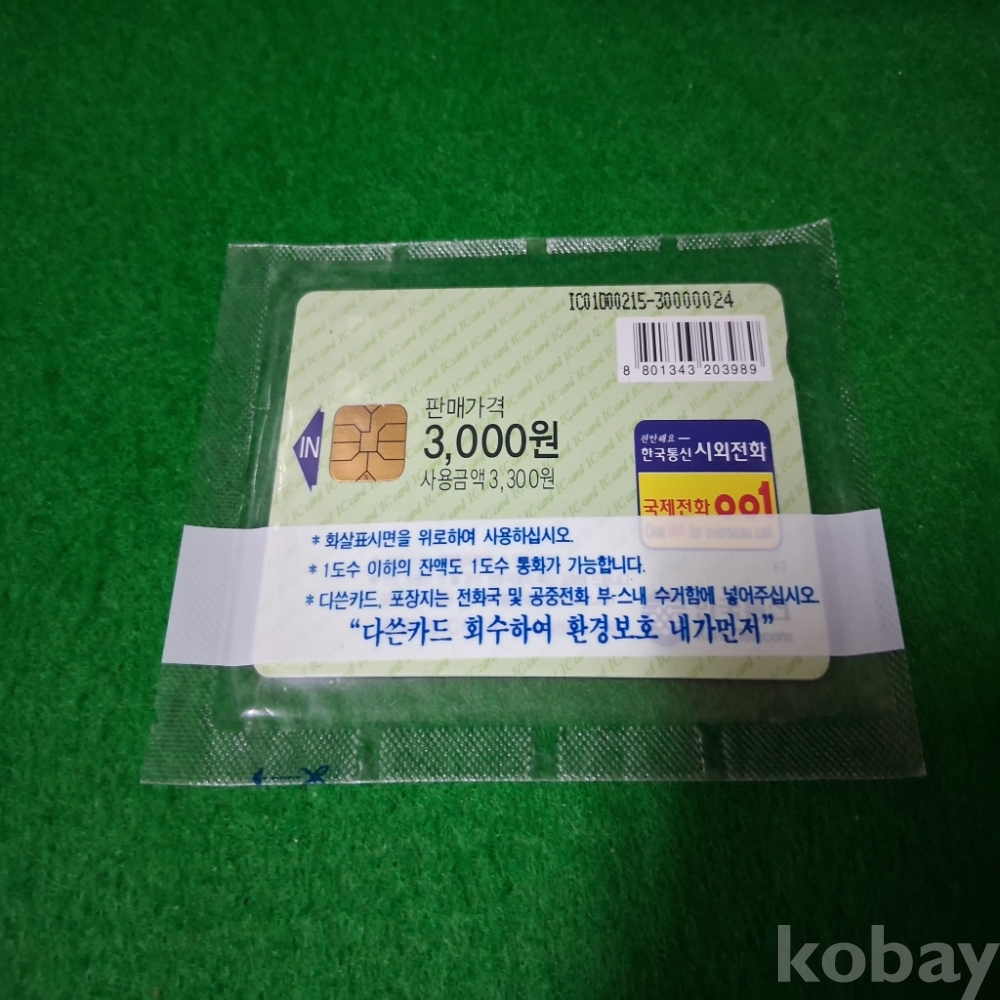 IC01D00215-30000024
8 801343 203989
IN
판매가격
3,000원
사용금액 3,300원
한국통신 시외전화
국제전화 001
Dial 001 for overseas call
* 화살표시면을 위로하여 사용하십시오.
* 1도수 이하의 잔액도 1도수 통화가 가능합니다.
* 다쓴카드, 포장지는 전화국 및 공중전화 부·스내 수거함에 넣어주십시오.
“다쓴카드 회수하여 환경보호 내가먼저”
kobay